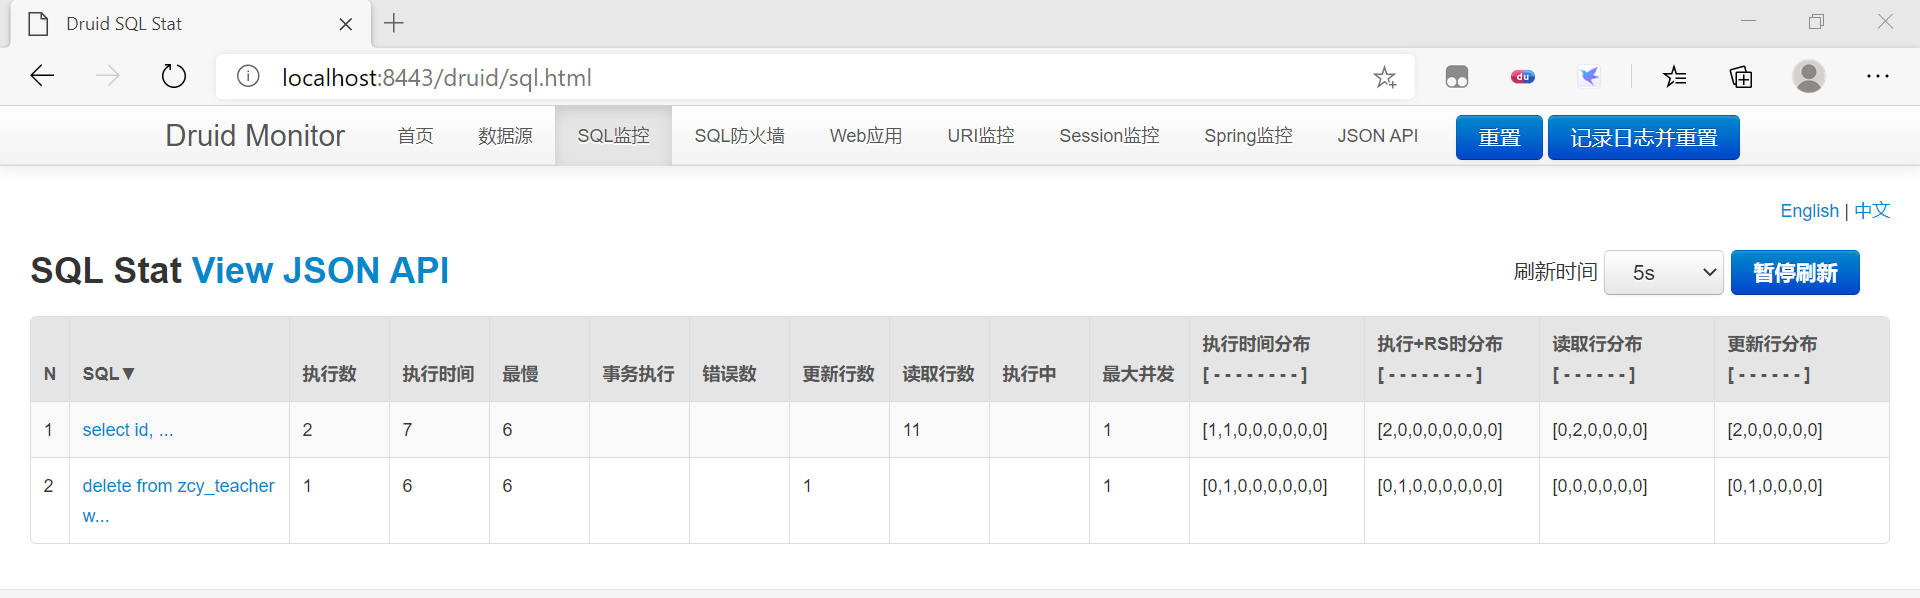 Druid SQL Stat
localhost:8443/druid/sql.html
du
Druid Monitor 首页 数据源 SQL监控 SQL防火墙 Web应用 URI监控 Session监控 Spring监控 JSON API 重置 记录日志并重置
English | 中文
SQL Stat View JSON API 刷新时间 5s 暂停刷新
N SQL▼ 执行数 执行时间 最慢 事务执行 错误数 更新行数 读取行数 执行中 最大并发 执行时间分布 执行+RS时分布 读取行分布 更新行分布
[ - - - - - - - - ] [ - - - - - - - - ] [ - - - - - - ] [ - - - - - - ]
1 select id, ... 2 7 6 11 1 [1,1,0,0,0,0,0,0] [2,0,0,0,0,0,0,0] [0,2,0,0,0,0] [2,0,0,0,0,0]
2 delete from zcy_teacher 1 6 6 1 1 [0,1,0,0,0,0,0,0] [0,1,0,0,0,0,0,0] [0,0,0,0,0,0] [0,1,0,0,0,0]
w...